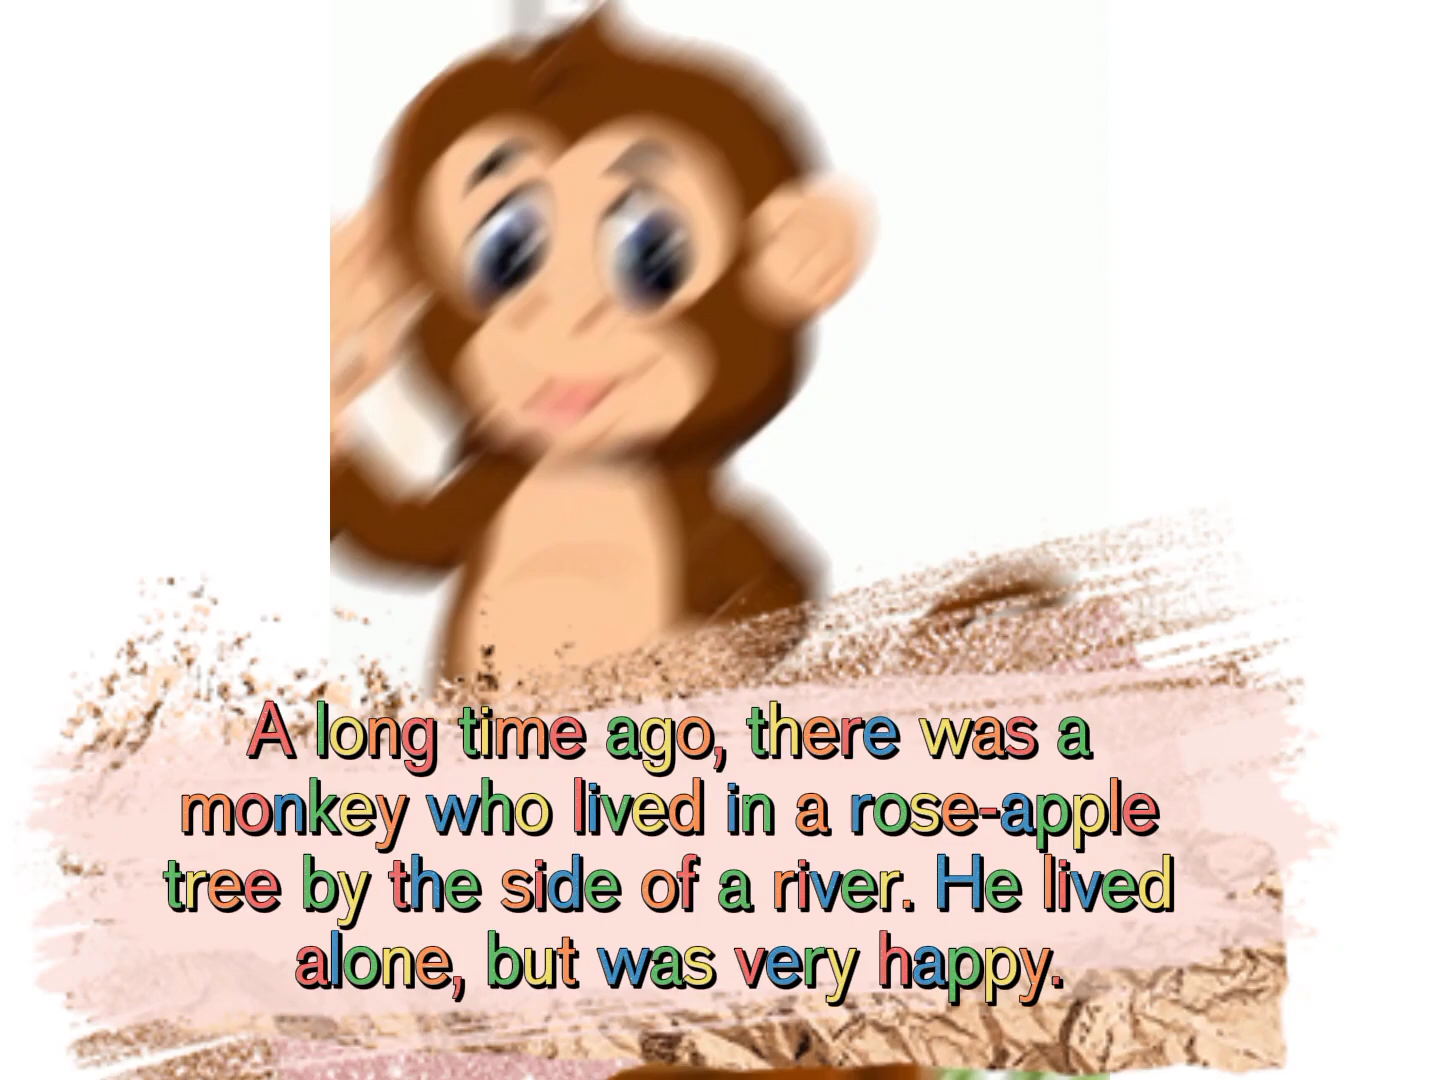 A long time ago, there was a
monkey who lived in a rose-apple
tree by the side of a river. He lived
alone, but was very happy.